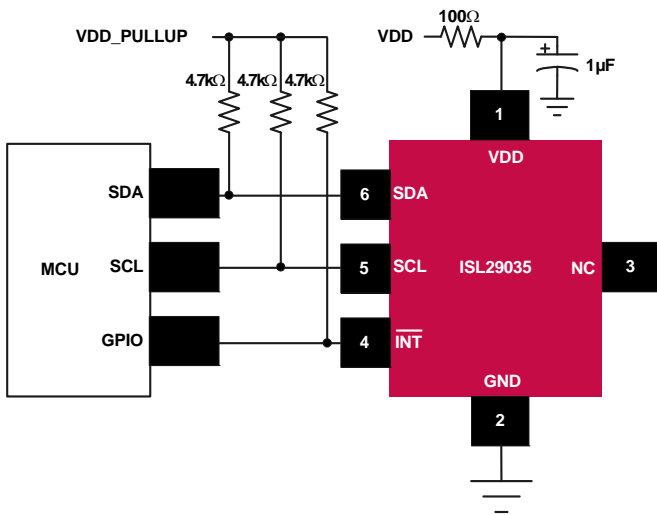 100Ω
VDD_PULLUP
VDD
+
1µF
4.7kΩ 4.7kΩ 4.7kΩ
1
VDD
SDA
6
SDA
MCU
SCL
5
SCL
ISL29035
NC
3
GPIO
4
INT
GND
2